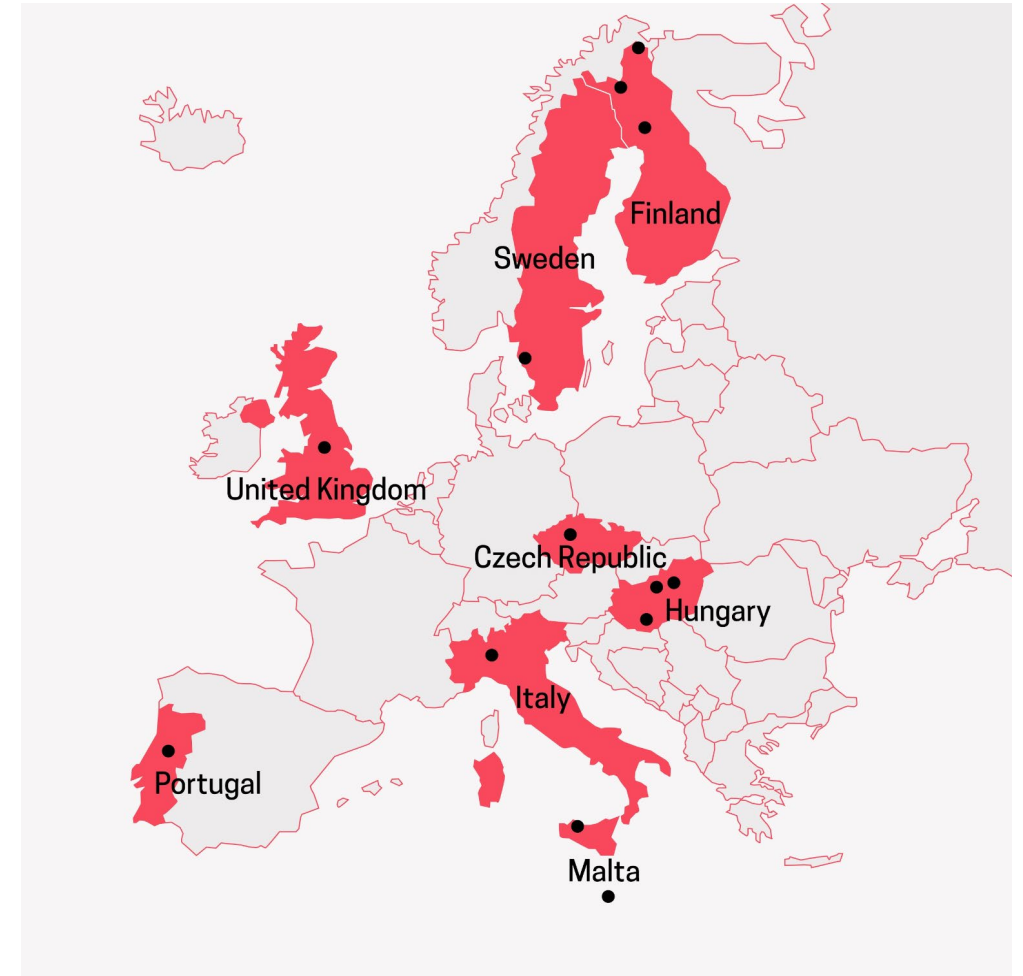 Finland
Sweden
United Kingdom
Czech Republic
Hungary
Italy
Portugal
Malta